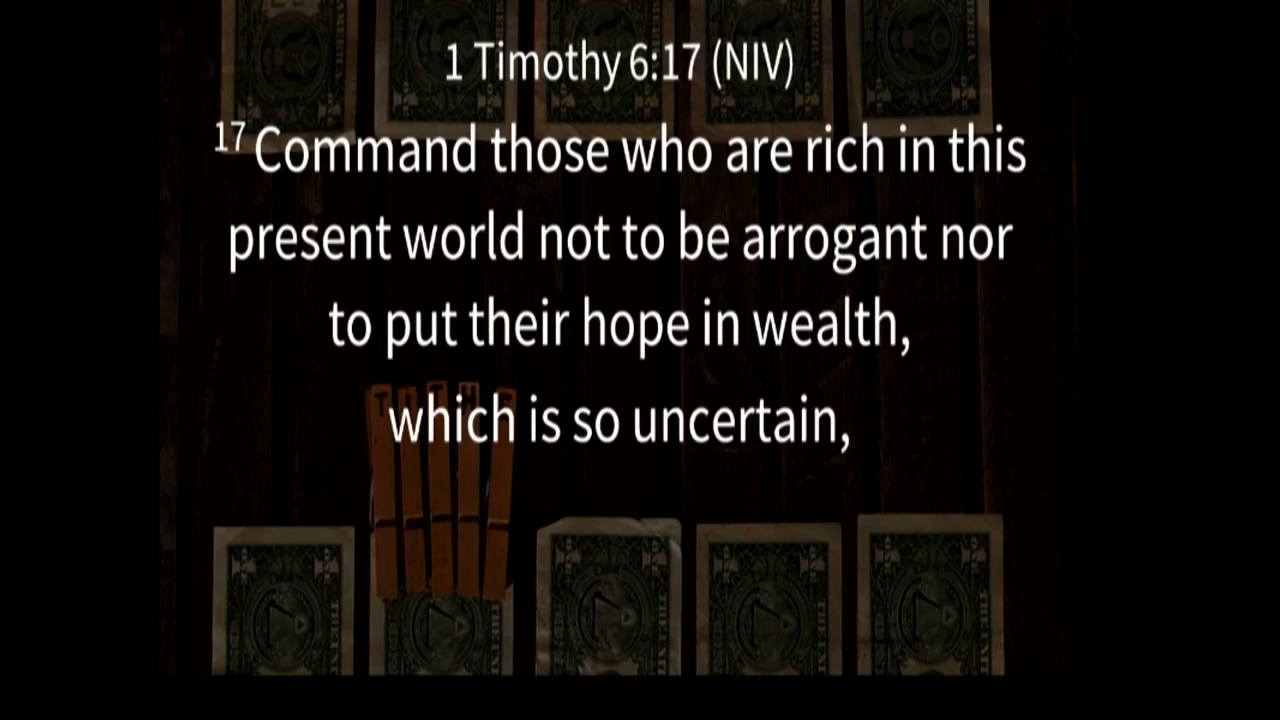 1 Timothy 6:17 (NIV)
17 Command those who are rich in this
present world not to be arrogant nor
to put their hope in wealth,
T I T H E
which is so uncertain,